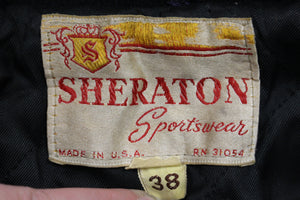 S
SHERATON
Sportswear
MADE IN U.S.A. RN 31054
38